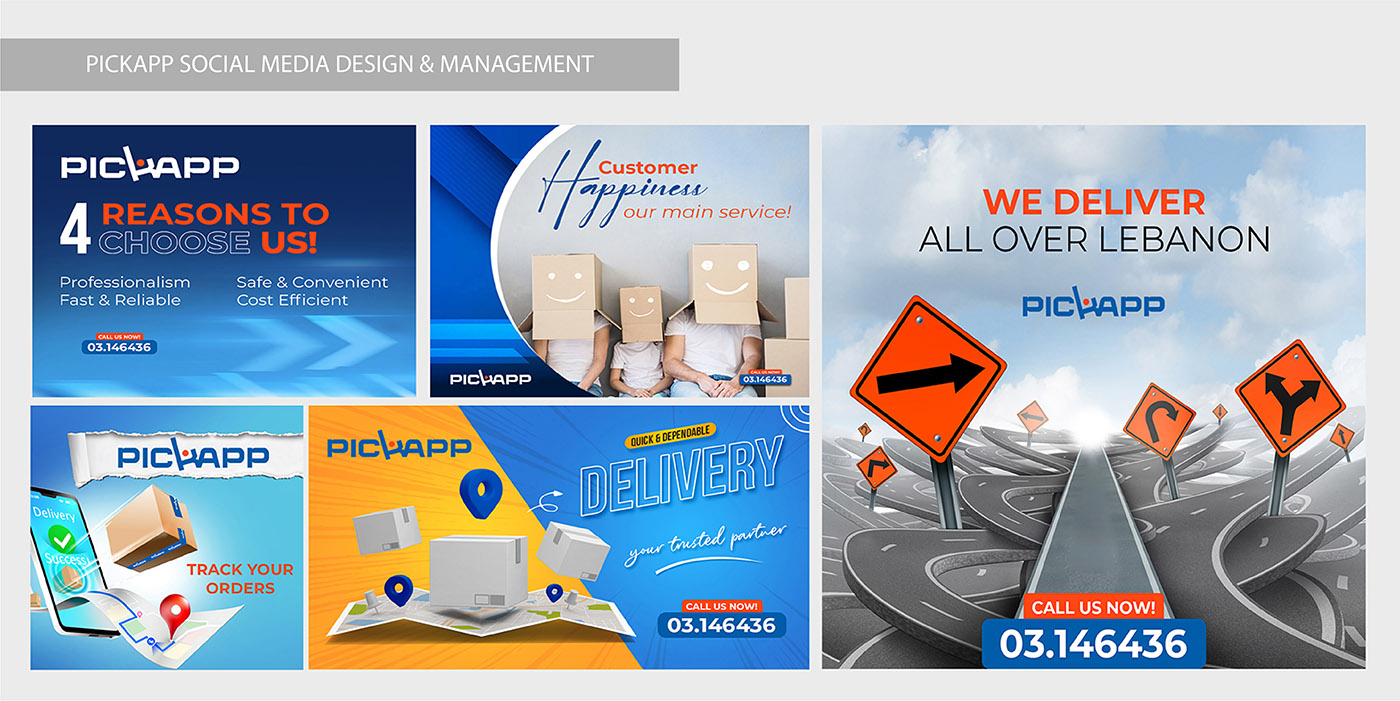 PICKAPP SOCIAL MEDIA DESIGN & MANAGEMENT
PICKAPP
4 REASONS TO
CHOOSE US!
Professionalism
Fast & Reliable
Safe & Convenient
Cost Efficient
CALL US NOW!
03.146436
Customer
Happiness
our main service!
PICKAPP
CALL US NOW!
03.146436
WE DELIVER
ALL OVER LEBANON
PICKAPP
CALL US NOW!
03.146436
PICKAPP
Delivery
Success
TRACK YOUR
ORDERS
PICKAPP
QUICK & DEPENDABLE
DELIVERY
your trusted partner
CALL US NOW!
03.146436